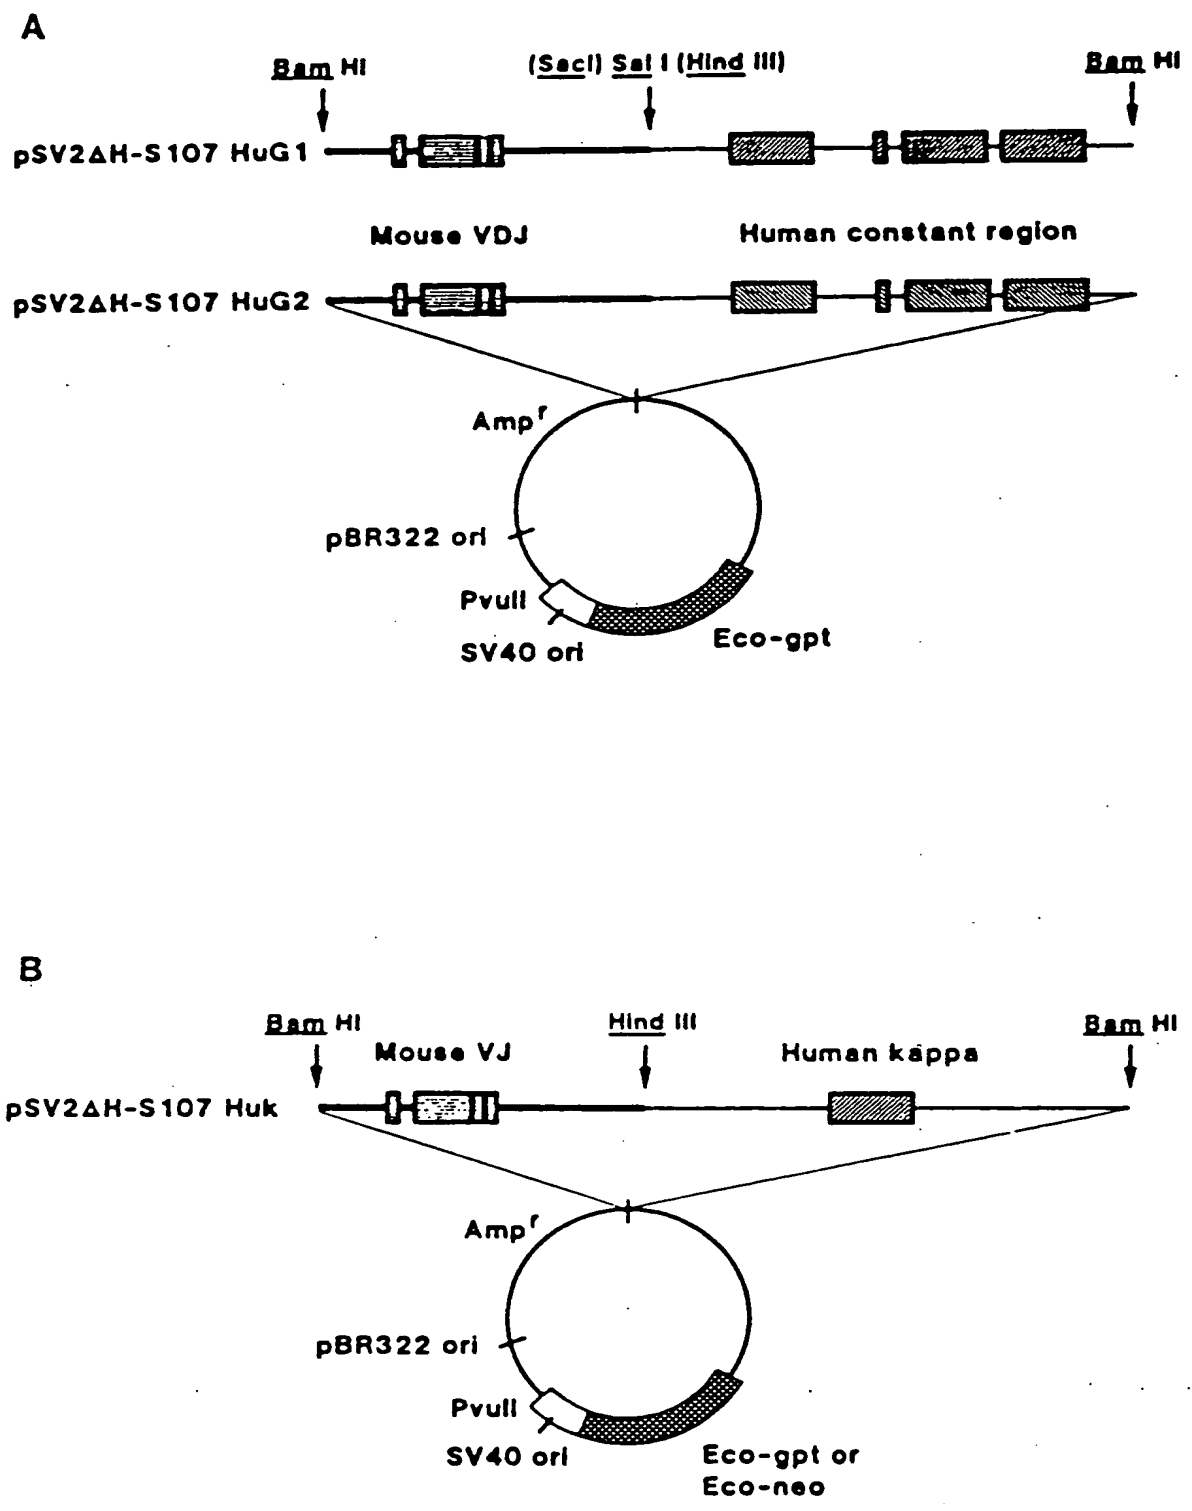 A
Bam HI
(SacI) Sal I (Hind III)
Bam HI
pSV2ΔH-S107 HuG1
Mouse VDJ
Human constant region
pSV2ΔH-S107 HuG2
Amp r
pBR322 ori
PvuII
SV40 ori
Eco-gpt
B
Bam HI
Hind III
Bam HI
Mouse VJ
Human kappa
pSV2ΔH-S107 Huk
Amp r
pBR322 ori
PvuII
SV40 ori
Eco-gpt or
Eco-neo